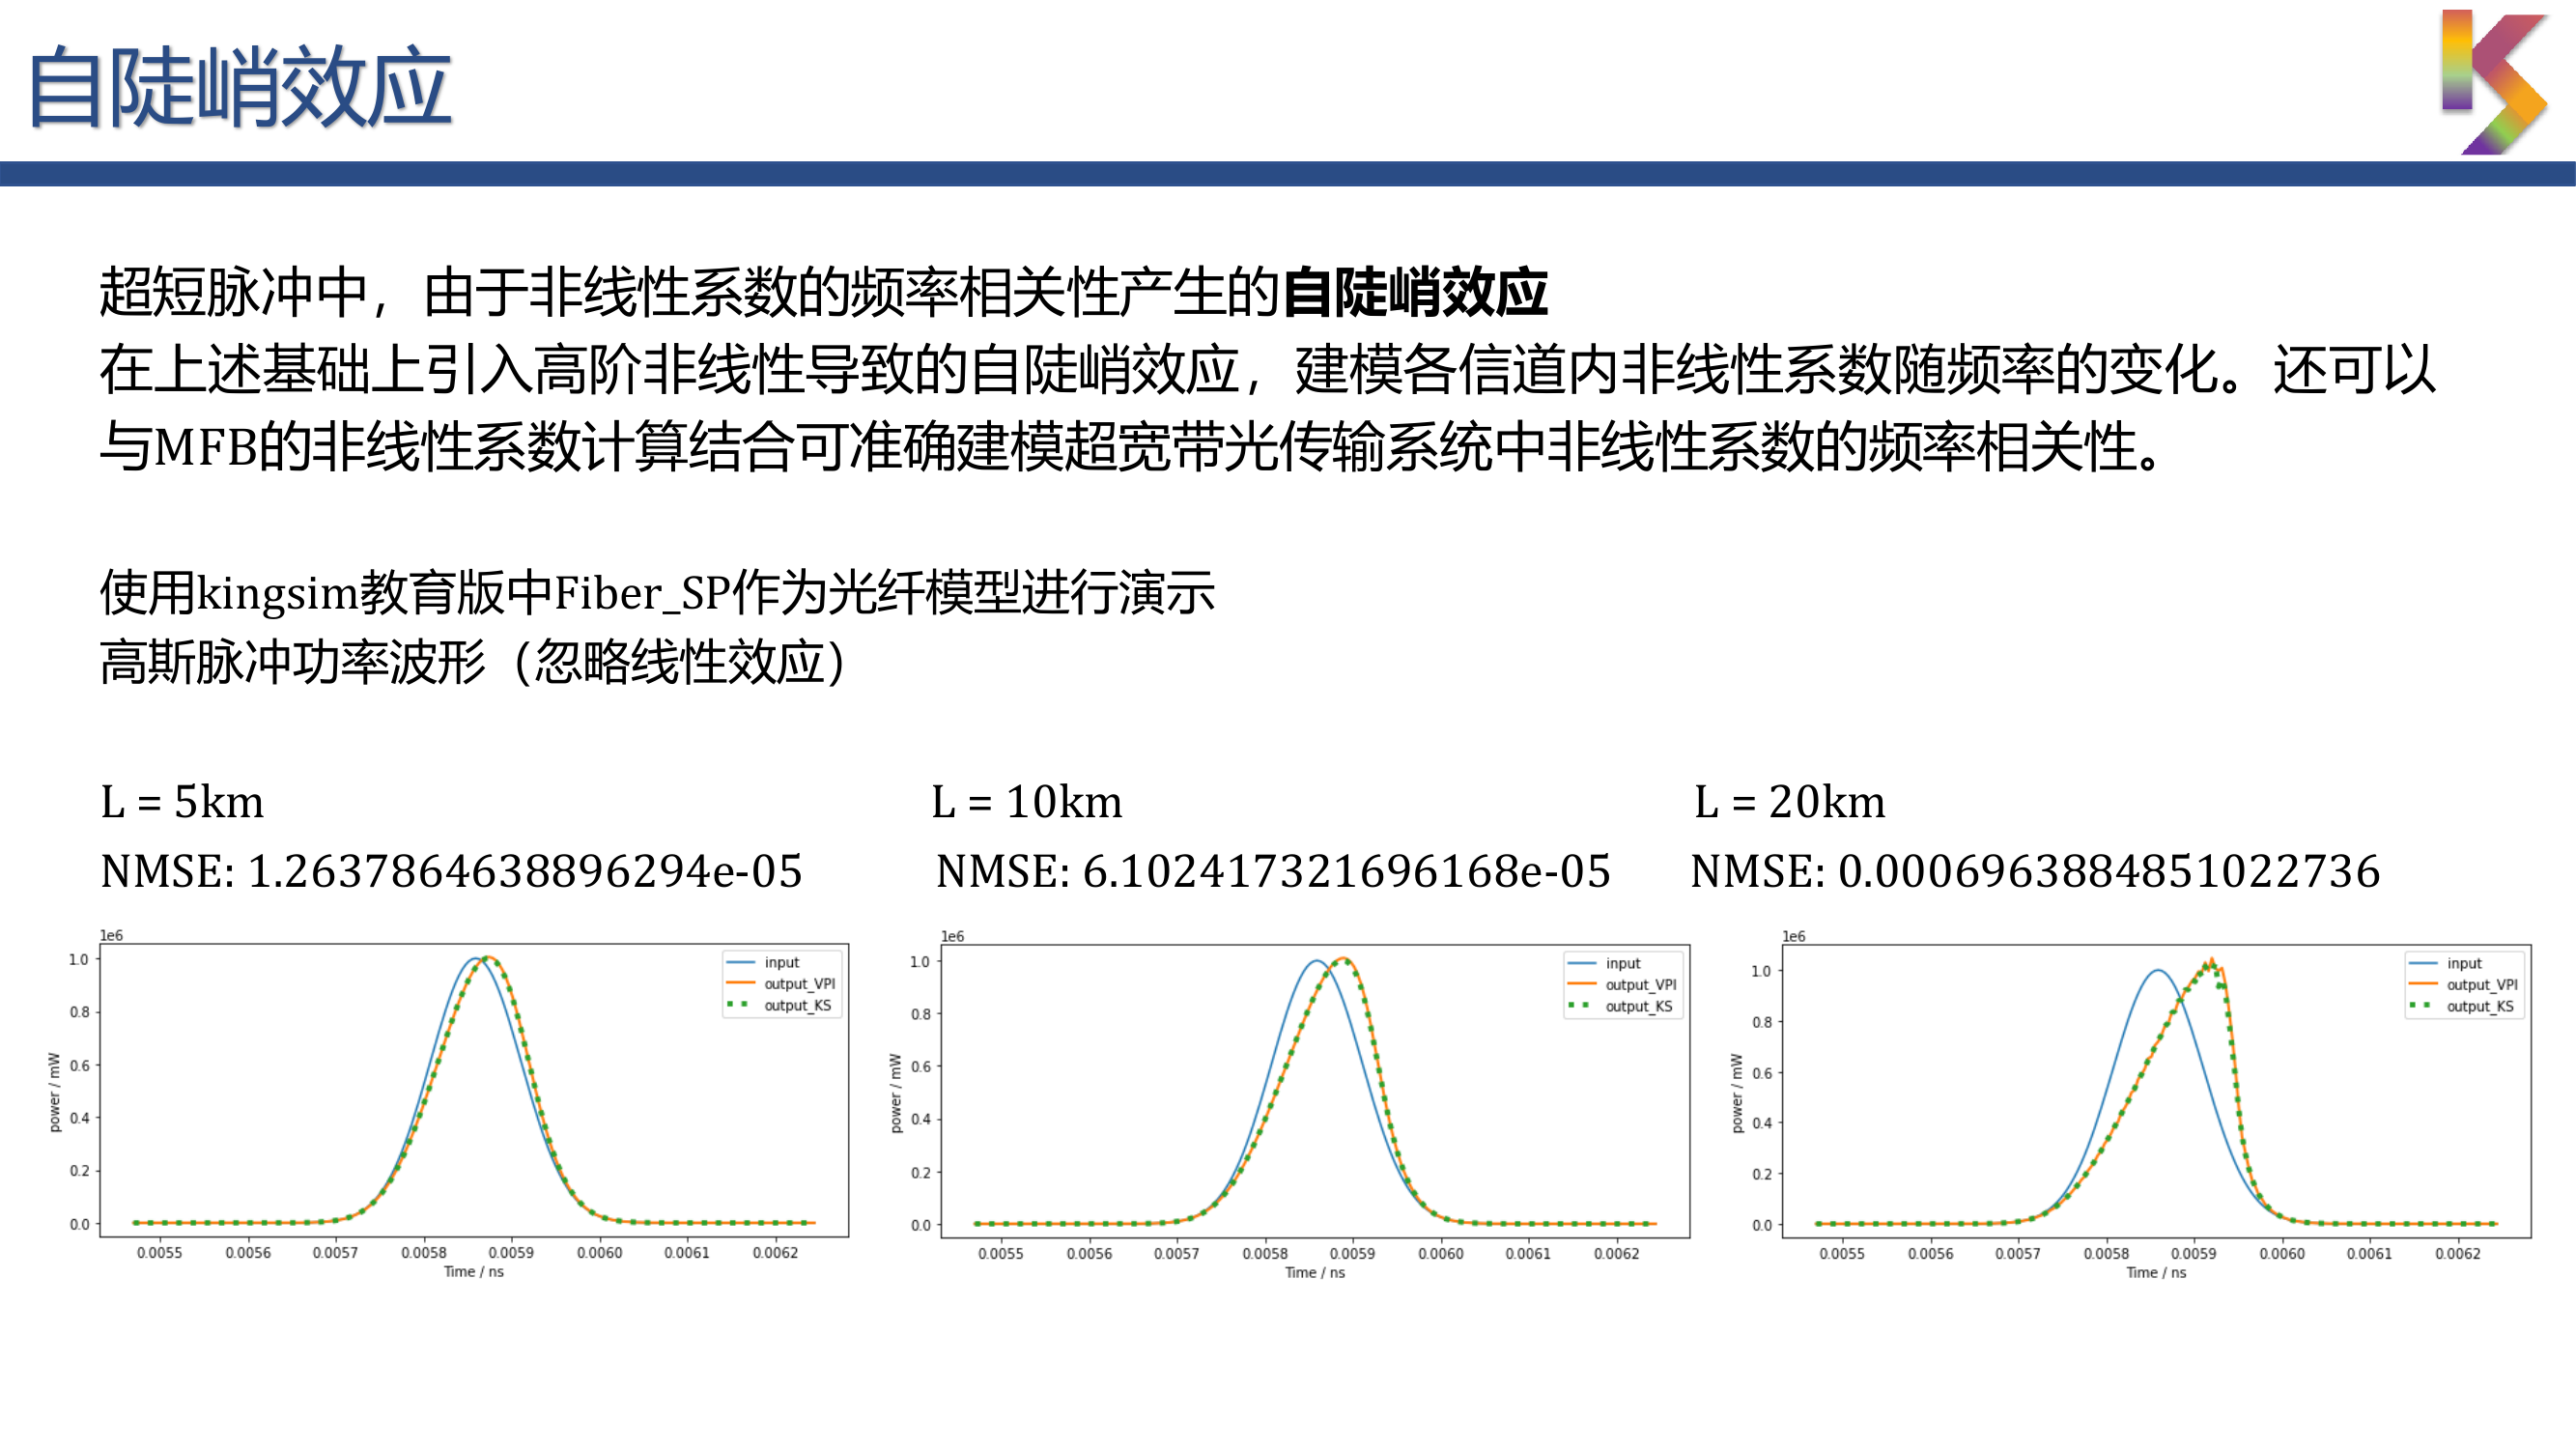 自陡峭效应
超短脉冲中，由于非线性系数的频率相关性产生的自陡峭效应
在上述基础上引入高阶非线性导致的自陡峭效应，建模各信道内非线性系数随频率的变化。还可以
与MFB的非线性系数计算结合可准确建模超宽带光传输系统中非线性系数的频率相关性。
使用kingsim教育版中Fiber_SP作为光纤模型进行演示
高斯脉冲功率波形（忽略线性效应）
L = 5km
NMSE: 1.2637864638896294e-05
1e6
1.0
0.8
0.6
0.4
0.2
0.0
power / mW
input
output_VPI
output_KS
0.0055 0.0056 0.0057 0.0058 0.0059 0.0060 0.0061 0.0062
Time / ns
L = 10km
NMSE: 6.102417321696168e-05
1e6
1.0
0.8
0.6
0.4
0.2
0.0
power / mW
input
output_VPI
output_KS
0.0055 0.0056 0.0057 0.0058 0.0059 0.0060 0.0061 0.0062
Time / ns
L = 20km
NMSE: 0.0006963884851022736
1e6
1.0
0.8
0.6
0.4
0.2
0.0
power / mW
input
output_VPI
output_KS
0.0055 0.0056 0.0057 0.0058 0.0059 0.0060 0.0061 0.0062
Time / ns